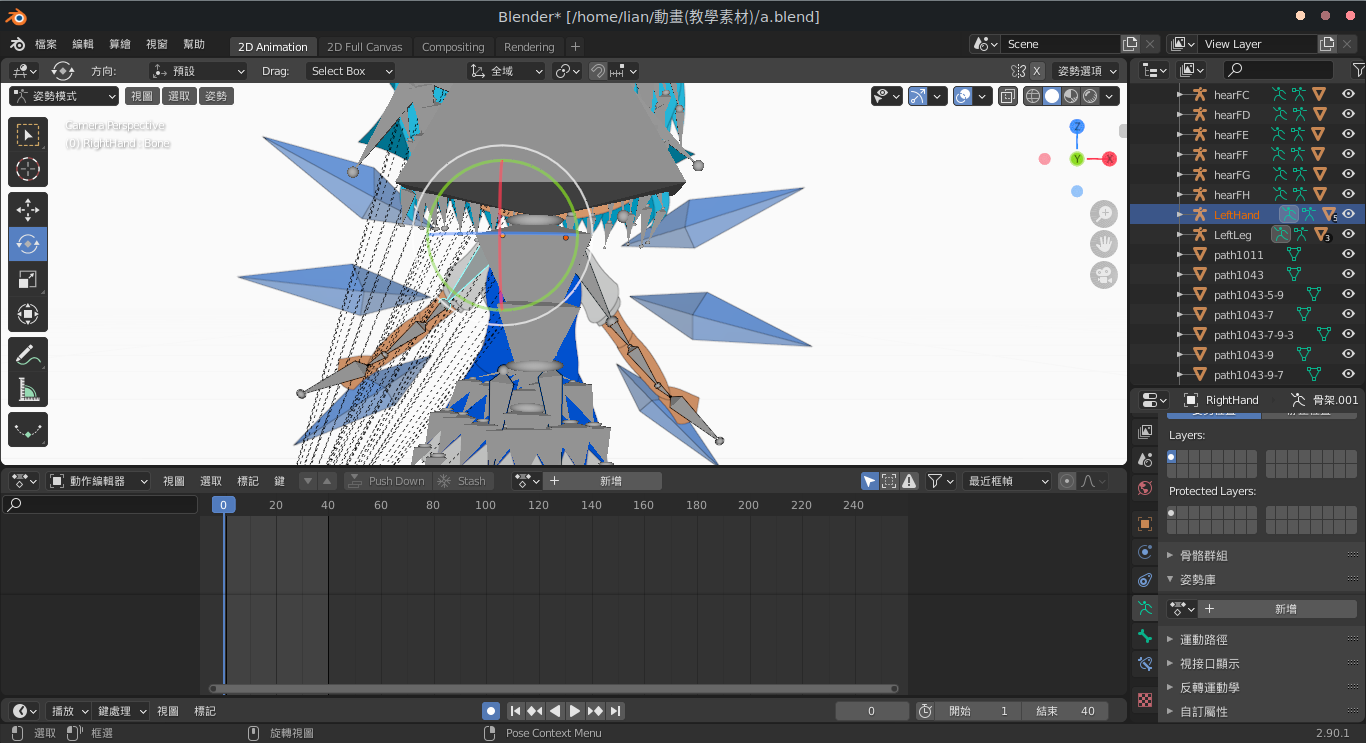 Blender* [/home/lian/動畫(教學素材)/a.blend]
檔案 編輯 算繪 視窗 幫助 2D Animation 2D Full Canvas Compositing Rendering + Scene View Layer
方向: 預設 Drag: Select Box 全域 X 姿勢選項
姿勢模式 視圖 選取 姿勢
Camera Perspective
(0) RightHand : Bone
Z
Y
X
hearFC
hearFD
hearFE
hearFF
hearFG
hearFH
LeftHand 5
LeftLeg 3
path1011
path1043
path1043-5-9
path1043-7
path1043-7-9-3
path1043-9
path1043-9-7
RightHand 骨架.001
Layers:
Protected Layers:
骨骼群組
姿勢庫
新增
運動路徑
視接口顯示
反轉運動學
自訂屬性
動作編輯器 視圖 選取 標記 鍵 Push Down Stash 新增 最近框幀
0 20 40 60 80 100 120 140 160 180 200 220 240
播放 鍵處理 視圖 標記 0 開始 1 結束 40
選取 框選 旋轉視圖 Pose Context Menu 2.90.1